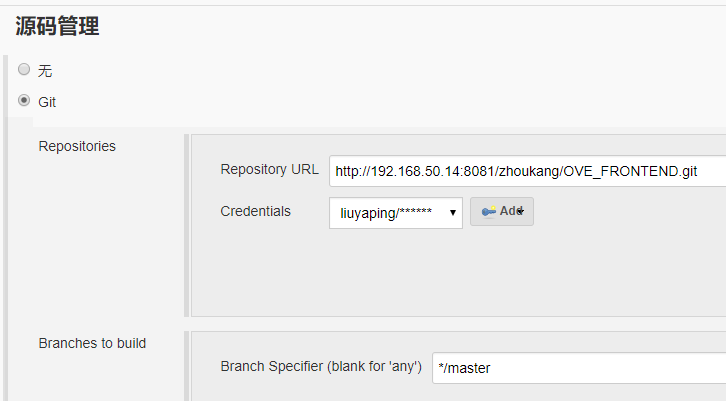 源码管理
无
Git
Repositories
Repository URL http://192.168.50.14:8081/zhoukang/OVE_FRONTEND.git
Credentials liuyaping/****** Add
Branches to build
Branch Specifier (blank for 'any') */master